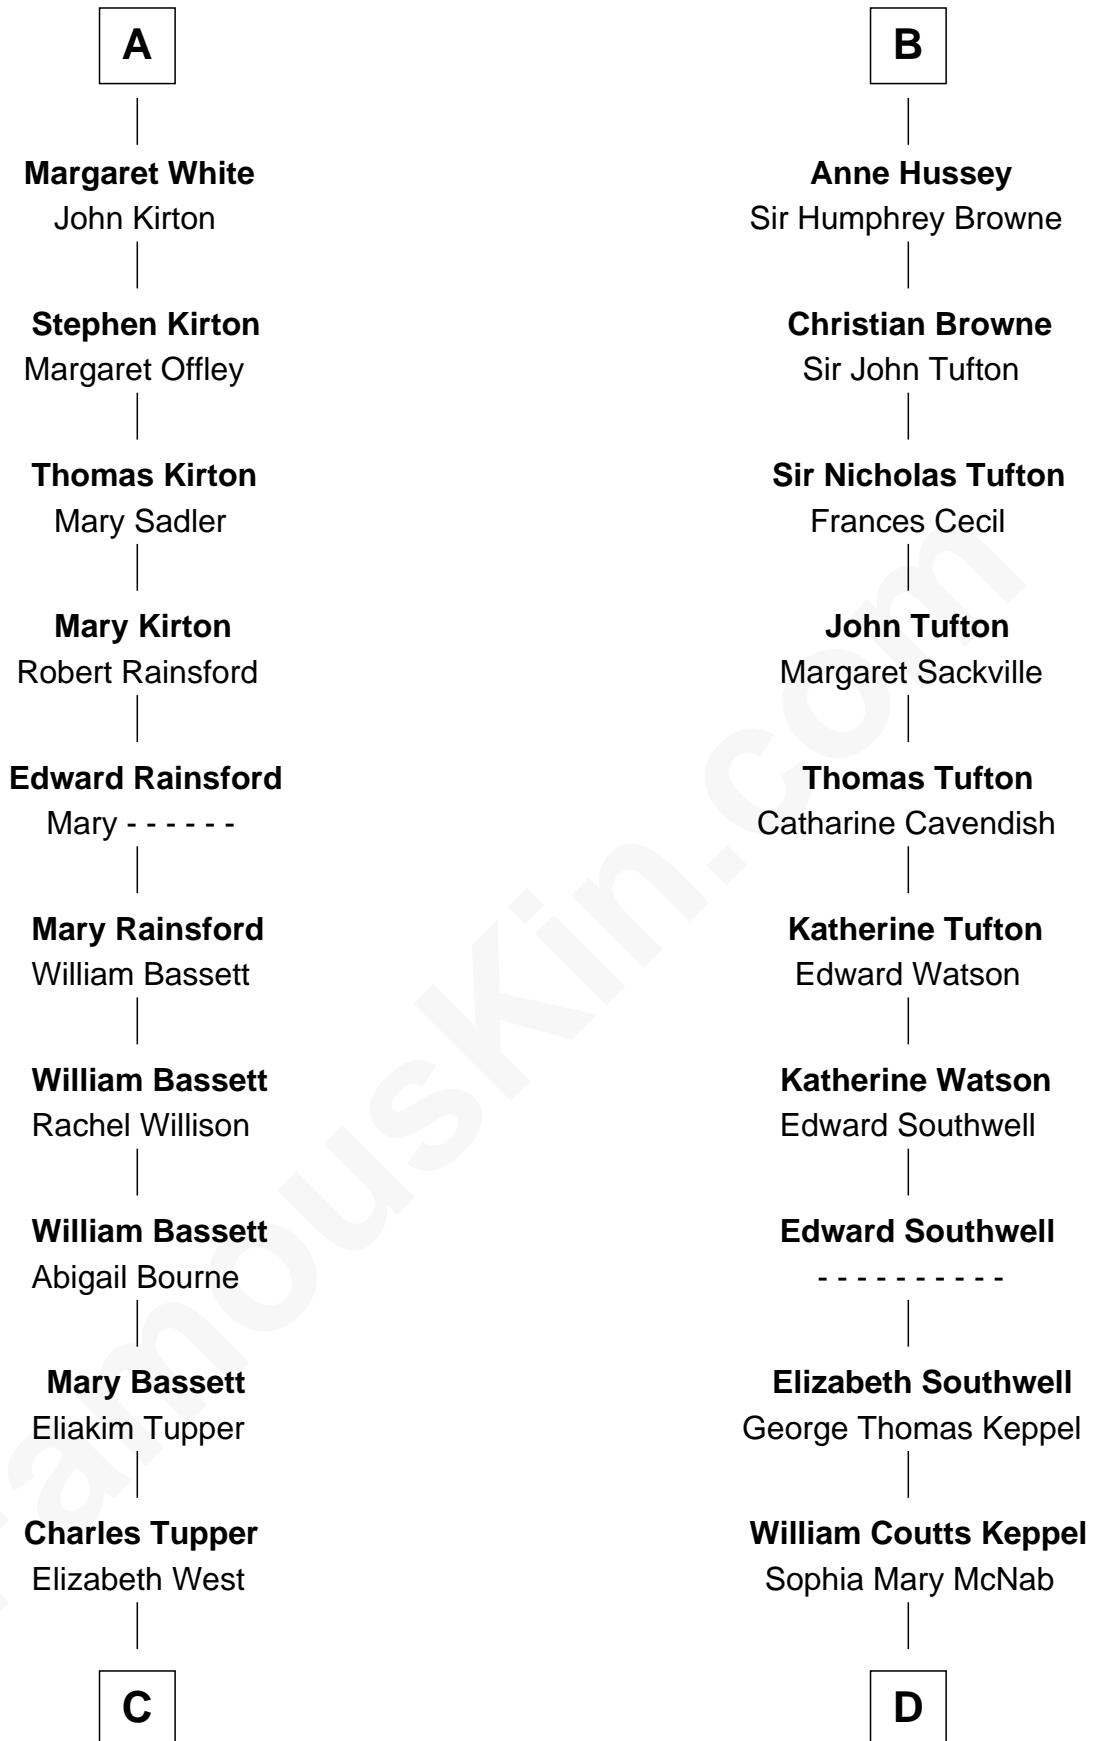 A
Margaret White
John Kirton
Stephen Kirton
Margaret Offley
Thomas Kirton
Mary Sadler
Mary Kirton
Robert Rainsford
Edward Rainsford
Mary - - - - - -
Mary Rainsford
William Bassett
William Bassett
Rachel Willison
William Bassett
Abigail Bourne
Mary Bassett
Eliakim Tupper
Charles Tupper
Elizabeth West
C
B
Anne Hussey
Sir Humphrey Browne
Christian Browne
Sir John Tufton
Sir Nicholas Tufton
Frances Cecil
John Tufton
Margaret Sackville
Thomas Tufton
Catharine Cavendish
Katherine Tufton
Edward Watson
Katherine Watson
Edward Southwell
Edward Southwell
- - - - - - - - - -
Elizabeth Southwell
George Thomas Keppel
William Coutts Keppel
Sophia Mary McNab
D
FamousKin.com